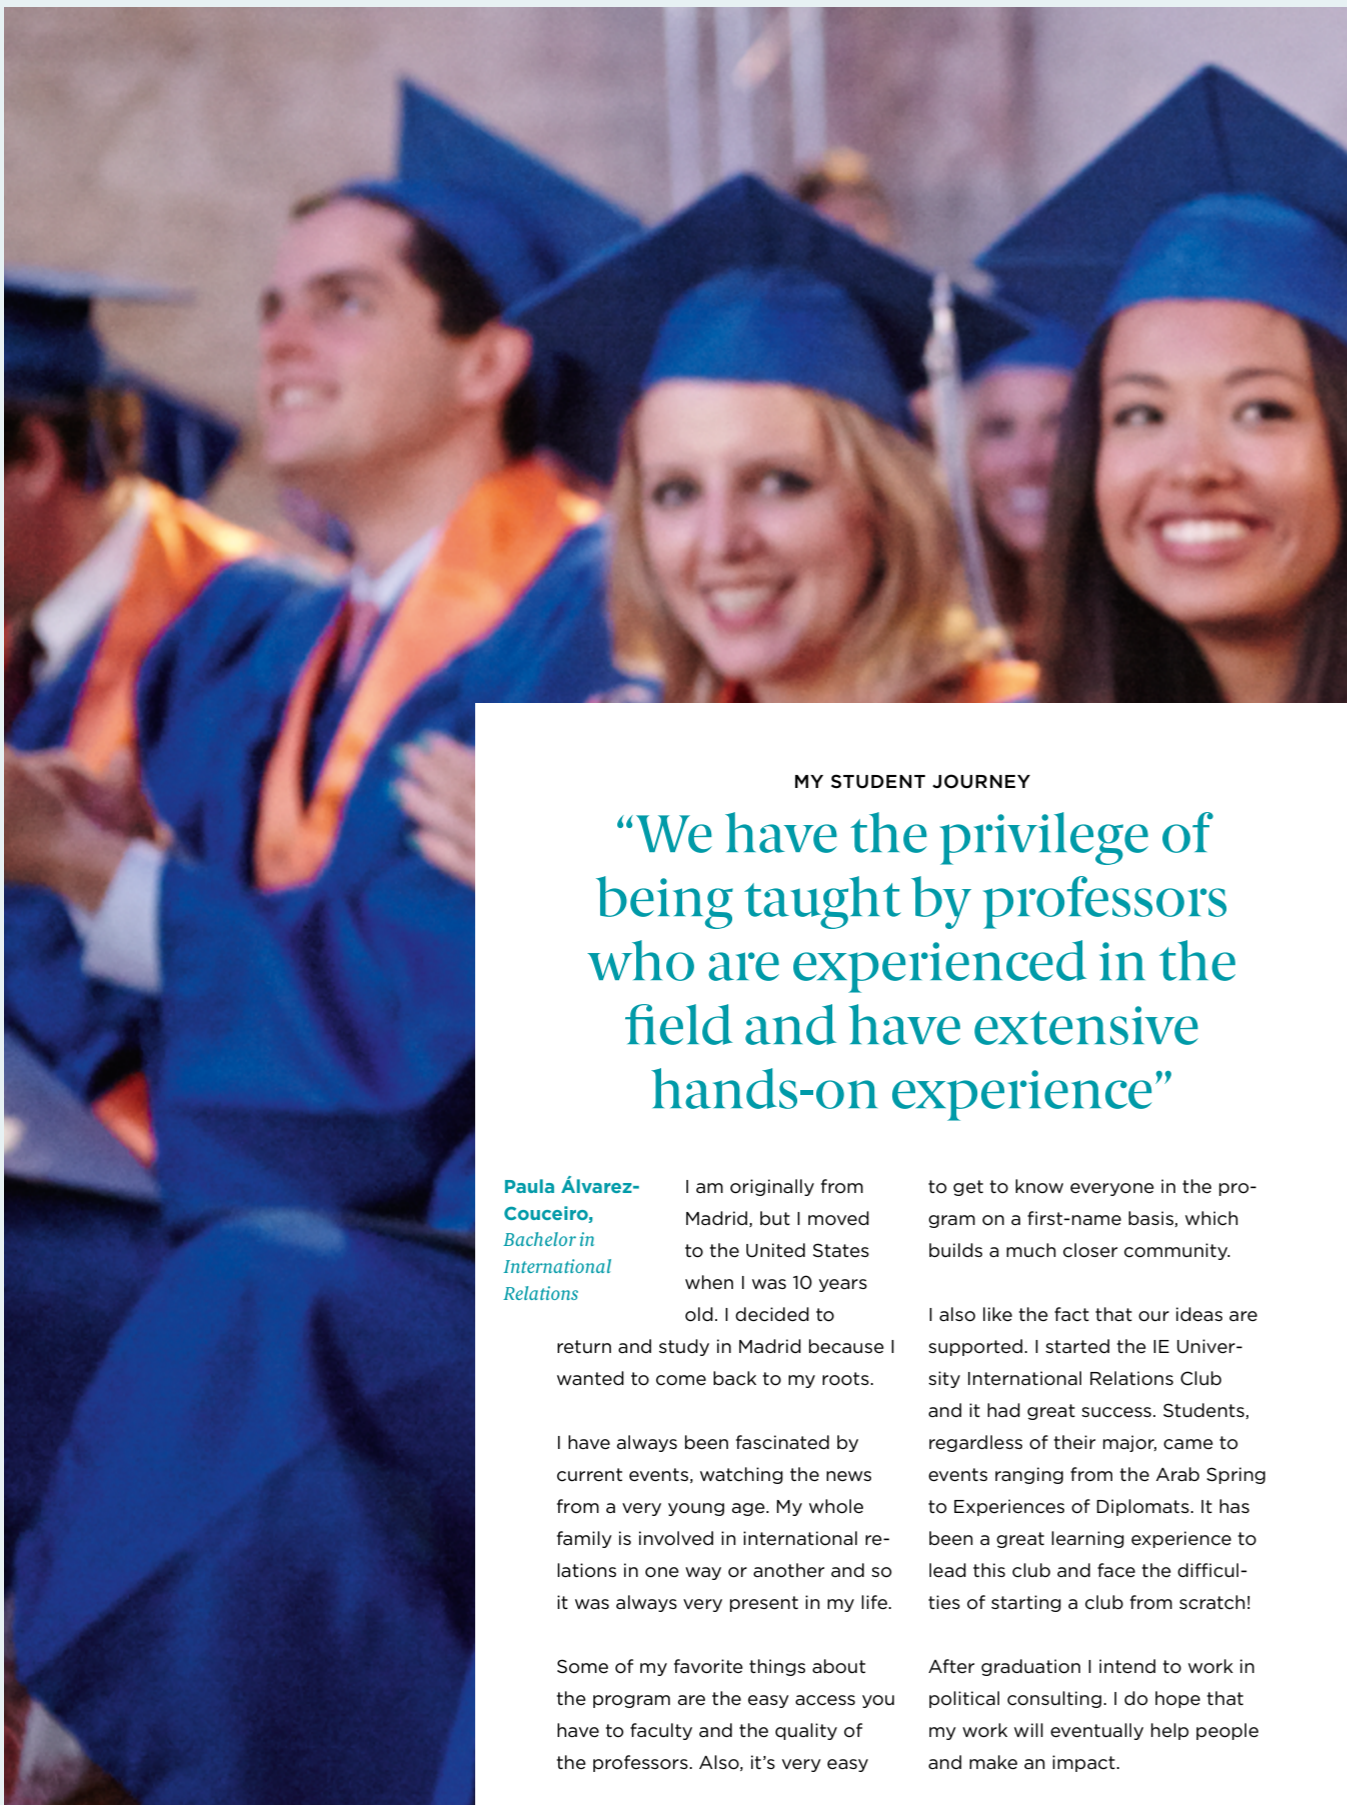 MY STUDENT JOURNEY
“We have the privilege of
being taught by professors
who are experienced in the
field and have extensive
hands-on experience”
Paula Álvarez-
Couceiro,
Bachelor in
International
Relations
I am originally from
Madrid, but I moved
to the United States
when I was 10 years
old. I decided to
return and study in Madrid because I
wanted to come back to my roots.
I have always been fascinated by
current events, watching the news
from a very young age. My whole
family is involved in international re-
lations in one way or another and so
it was always very present in my life.
Some of my favorite things about
the program are the easy access you
have to faculty and the quality of
the professors. Also, it’s very easy
to get to know everyone in the pro-
gram on a first-name basis, which
builds a much closer community.
I also like the fact that our ideas are
supported. I started the IE Univer-
sity International Relations Club
and it had great success. Students,
regardless of their major, came to
events ranging from the Arab Spring
to Experiences of Diplomats. It has
been a great learning experience to
lead this club and face the difficul-
ties of starting a club from scratch!
After graduation I intend to work in
political consulting. I do hope that
my work will eventually help people
and make an impact.